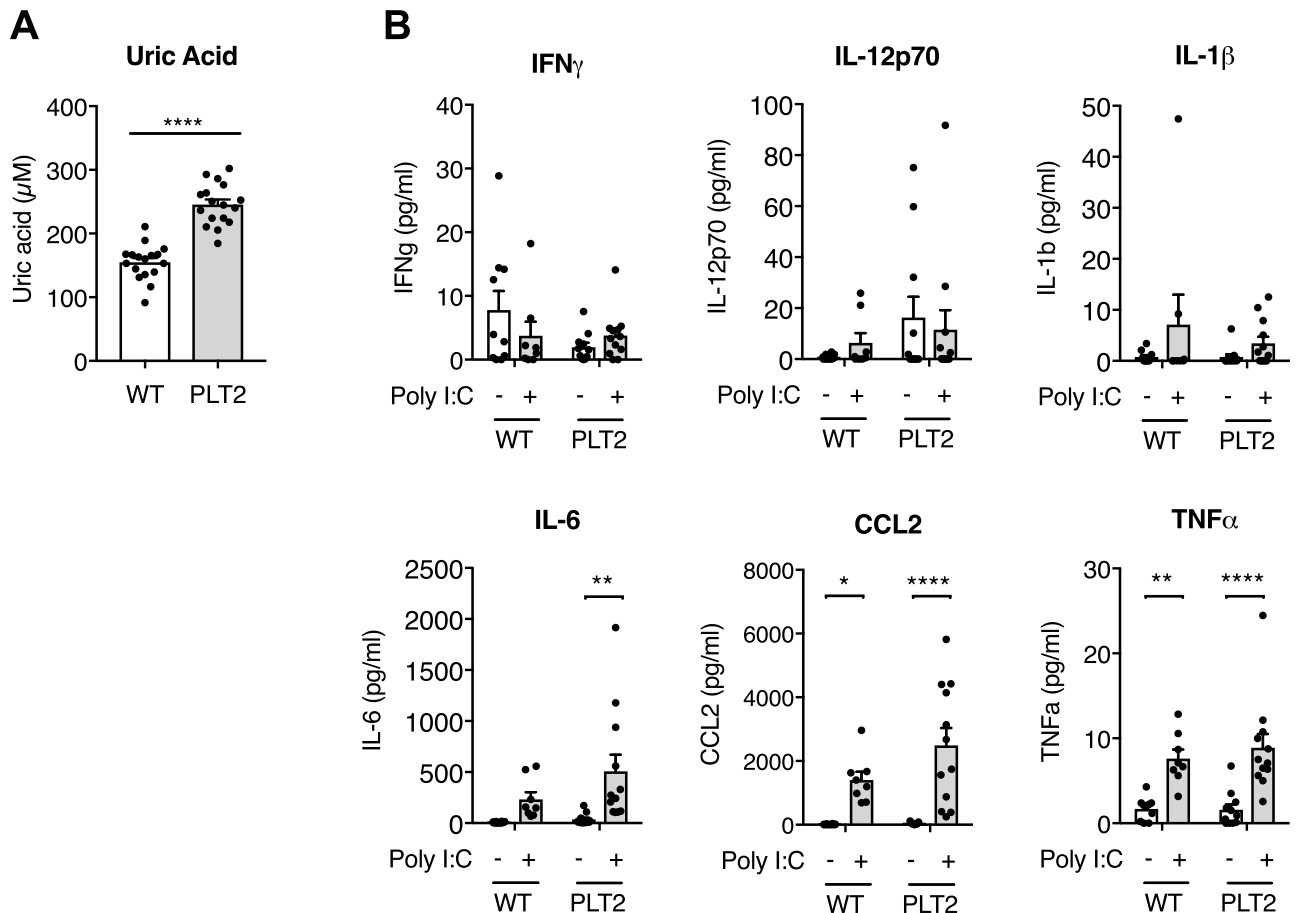 A
B
Uric Acid
400
300
200
100
0
Uric acid (µM)
****
WT PLT2
IFNγ
40
30
20
10
0
IFNg (pg/ml)
Poly I:C - + - +
WT PLT2
IL-12p70
100
80
60
40
20
0
IL-12p70 (pg/ml)
Poly I:C - + - +
WT PLT2
IL-1β
50
40
30
20
10
0
IL-1b (pg/ml)
Poly I:C - + - +
WT PLT2
IL-6
2500
2000
1500
1000
500
0
IL-6 (pg/ml)
**
Poly I:C - + - +
WT PLT2
CCL2
8000
6000
4000
2000
0
CCL2 (pg/ml)
* ****
Poly I:C - + - +
WT PLT2
TNFα
30
20
10
0
TNFa (pg/ml)
** ****
Poly I:C - + - +
WT PLT2